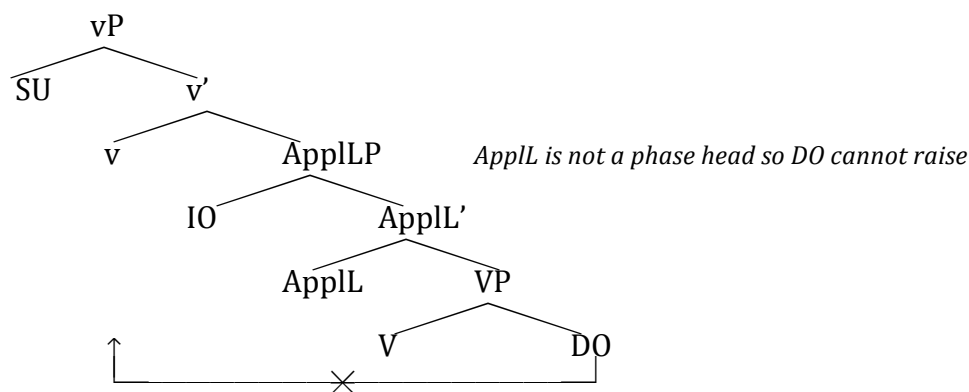 vP
SU v’
v ApplLP ApplL is not a phase head so DO cannot raise
IO ApplL’
ApplL VP
V DO